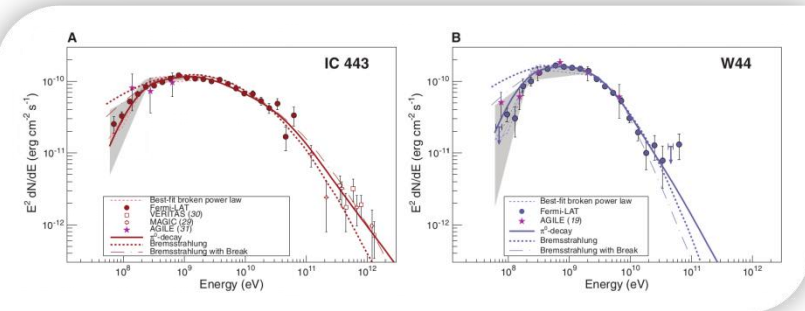 A
IC 443
E² dN/dE (erg cm⁻² s⁻¹)
10⁻¹⁰
10⁻¹¹
10⁻¹²
Best-fit broken power law
Fermi-LAT
VERITAS (30)
MAGIC (29)
AGILE (31)
π⁰-decay
Bremsstrahlung
Bremsstrahlung with Break
10⁸ 10⁹ 10¹⁰ 10¹¹ 10¹²
Energy (eV)
B
W44
E² dN/dE (erg cm⁻² s⁻¹)
10⁻¹⁰
10⁻¹¹
10⁻¹²
Best-fit broken power law
Fermi-LAT
AGILE (19)
π⁰-decay
Bremsstrahlung
Bremsstrahlung with Break
10⁸ 10⁹ 10¹⁰ 10¹¹ 10¹²
Energy (eV)